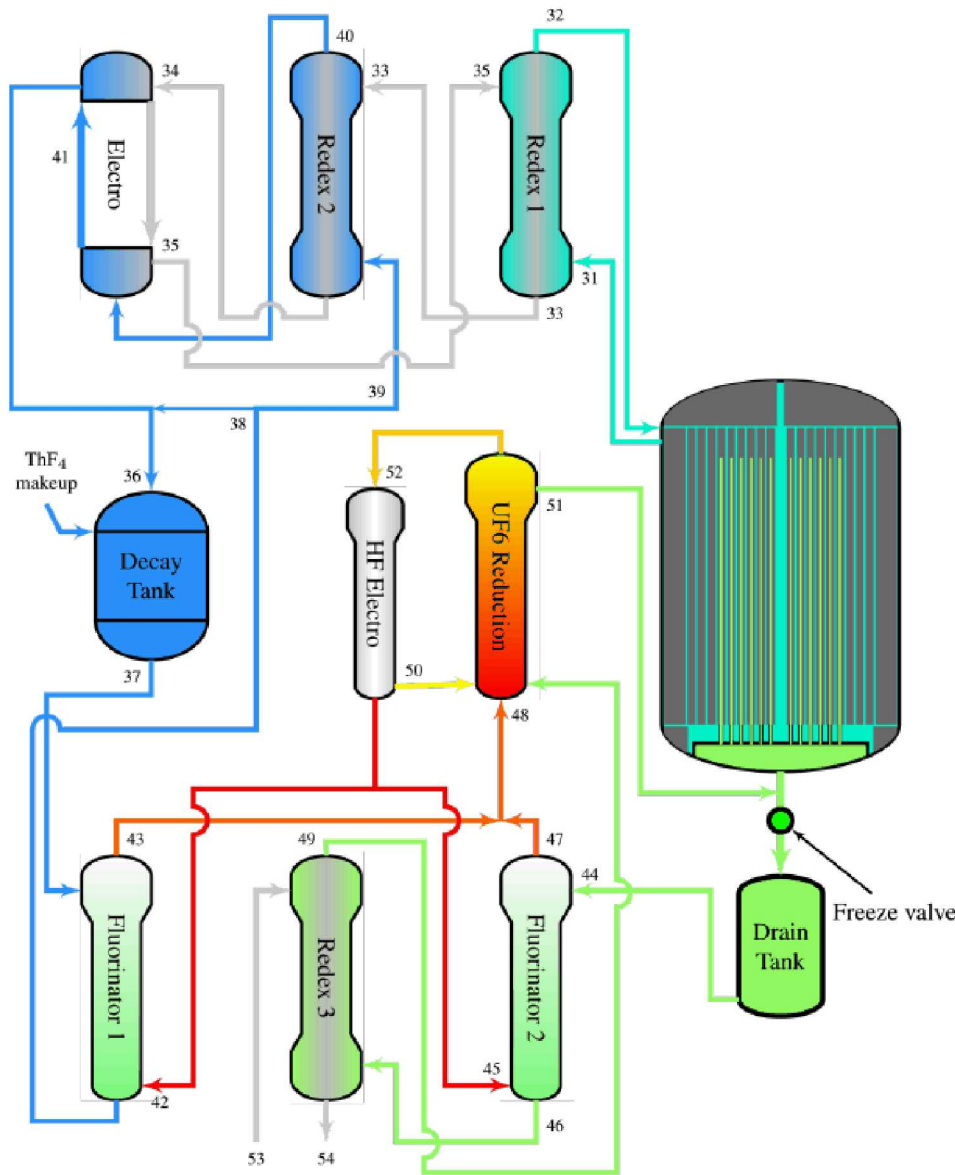 32
40
34
33
35
Electro
Redex 2
Redex 1
41
35
31
33
39
38
ThF4
makeup
36
52
51
UF6 Reduction
HF Electro
Decay
Tank
37
50
48
43
49
47
44
Freeze valve
Drain
Tank
Fluorinator 1
Redex 3
Fluorinator 2
45
42
46
53
54